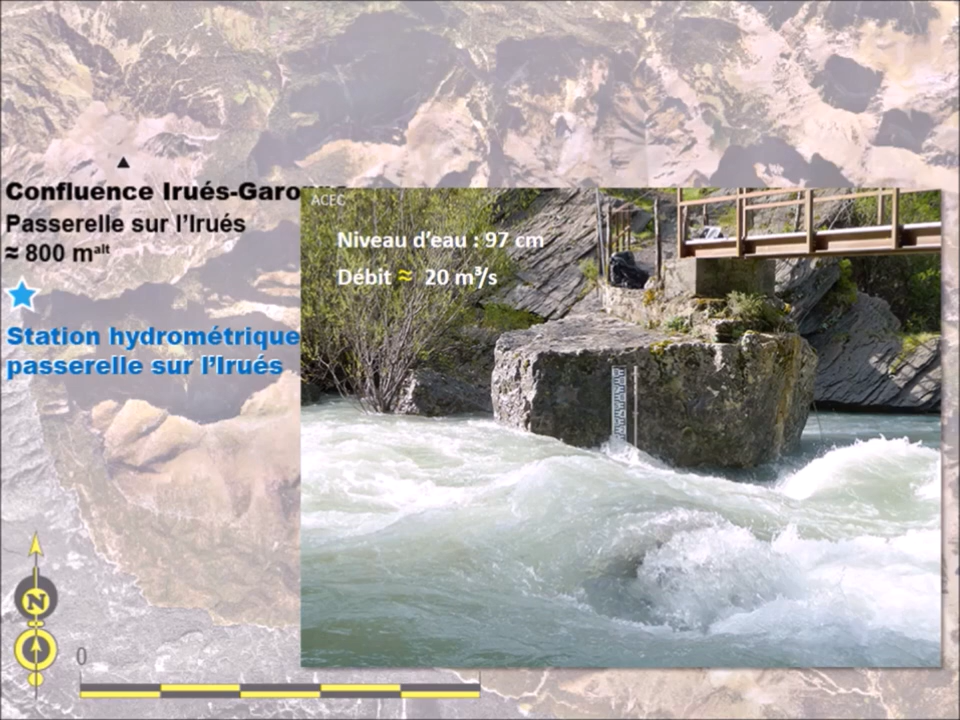 Confluence Irués-Garo
Passerelle sur l'Irués
≈ 800 m alt
Station hydrométrique
passerelle sur l'Irués
ACEC
Niveau d'eau : 97 cm
Débit ≈ 20 m³/s
N
0